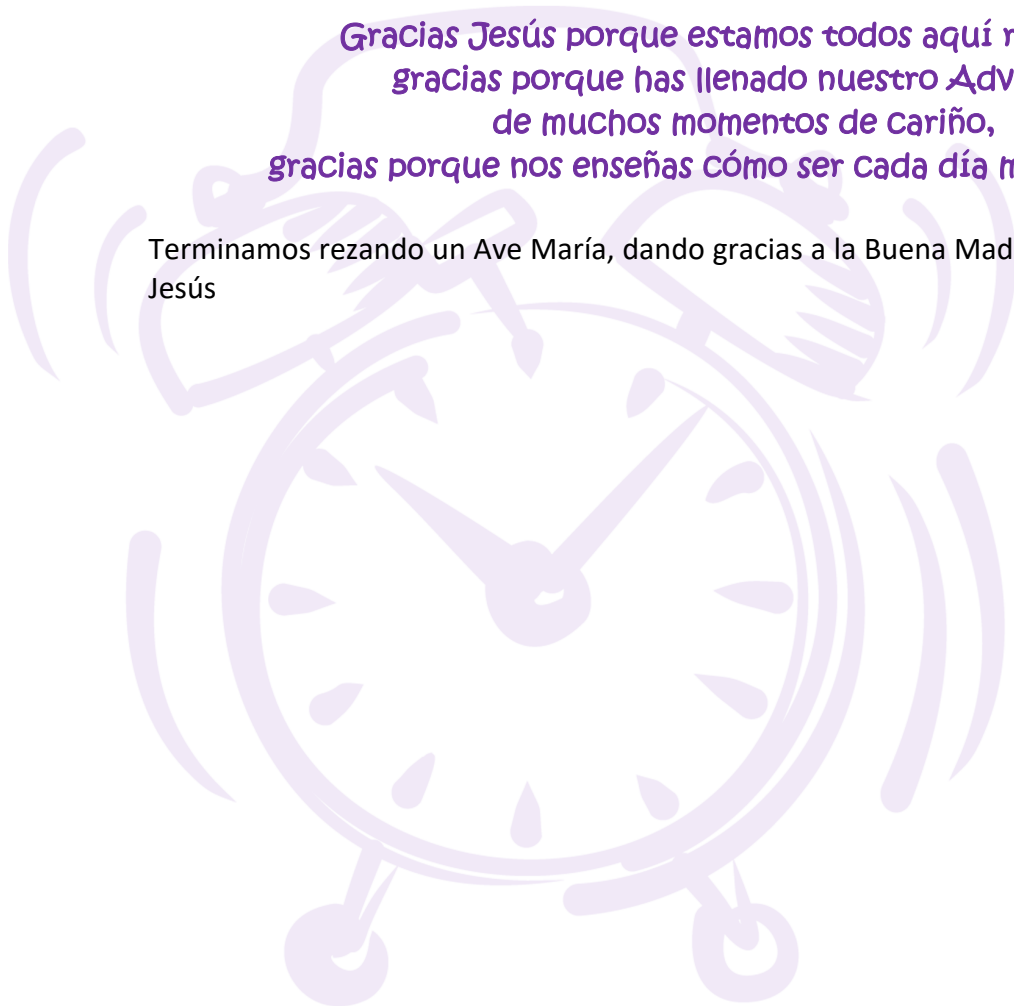 Gracias Jesús porque estamos todos aquí
gracias porque has llenado nuestro
de muchos momentos de cariño,
gracias porque nos enseñas cómo ser cada día
Terminamos rezando un Ave María, dando gracias a la Buena
Jesús